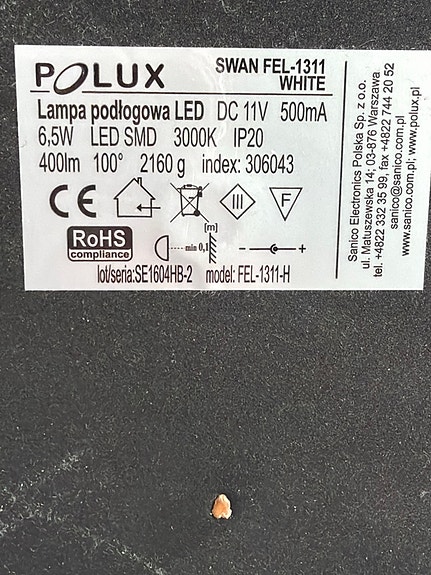 POLUX
SWAN FEL-1311
WHITE
Lampa podłogowa LED DC 11V 500mA
6,5W LED SMD 3000K IP20
400lm 100° 2160 g index: 306043
CE
III
F
RoHS
compliance
[m]
min 0,1
- +
lot/seria:SE1604HB-2 model: FEL-1311-H
Sanico Electronics Polska Sp. z o.o.
ul. Matuszewska 14; 03-876 Warszawa
tel. +4822 332 35 99, fax +4822 744 20 52
sanico@sanico.com.pl
www.sanico.com.pl; www.polux.pl